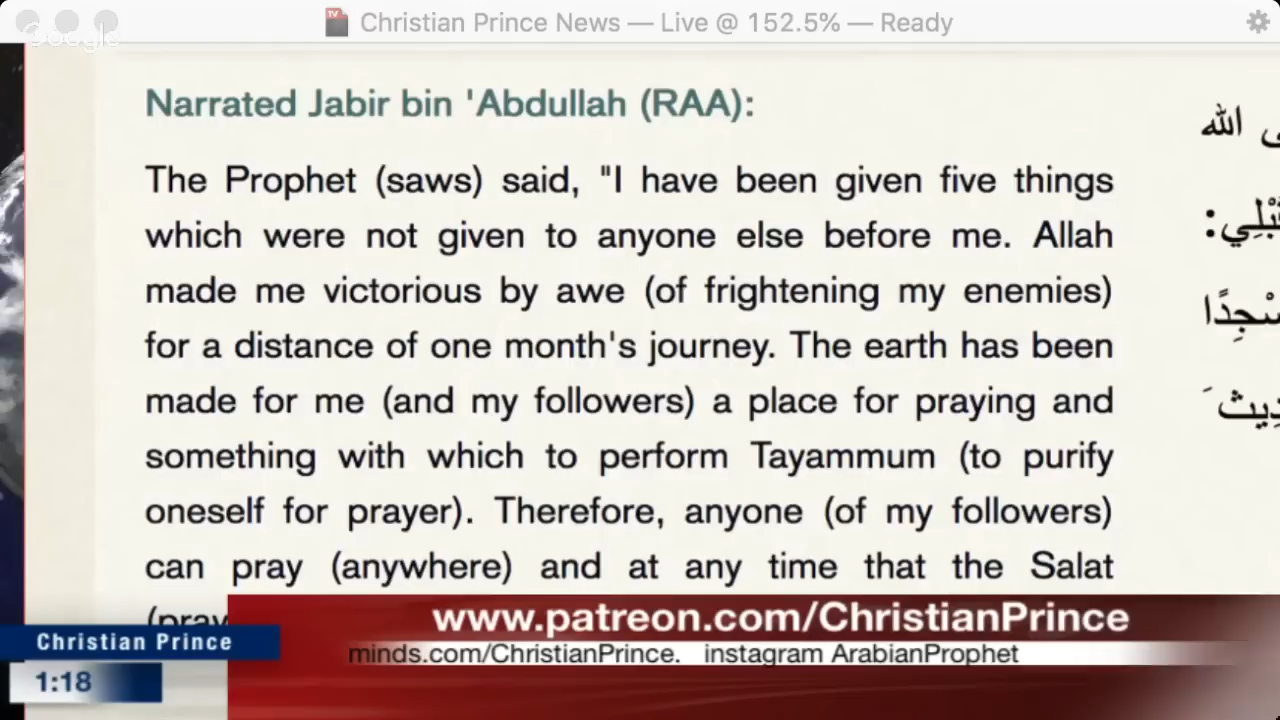 Christian Prince News — Live @ 152.5% — Ready
Google
Narrated Jabir bin 'Abdullah (RAA):
The Prophet (saws) said, "I have been given five things
which were not given to anyone else before me. Allah
made me victorious by awe (of frightening my enemies)
for a distance of one month's journey. The earth has been
made for me (and my followers) a place for praying and
something with which to perform Tayammum (to purify
oneself for prayer). Therefore, anyone (of my followers)
can pray (anywhere) and at any time that the Salat
الله
www.patreon.com/ChristianPrince
minds.com/ChristianPrince. instagram ArabianProphet
Christian Prince
1:18